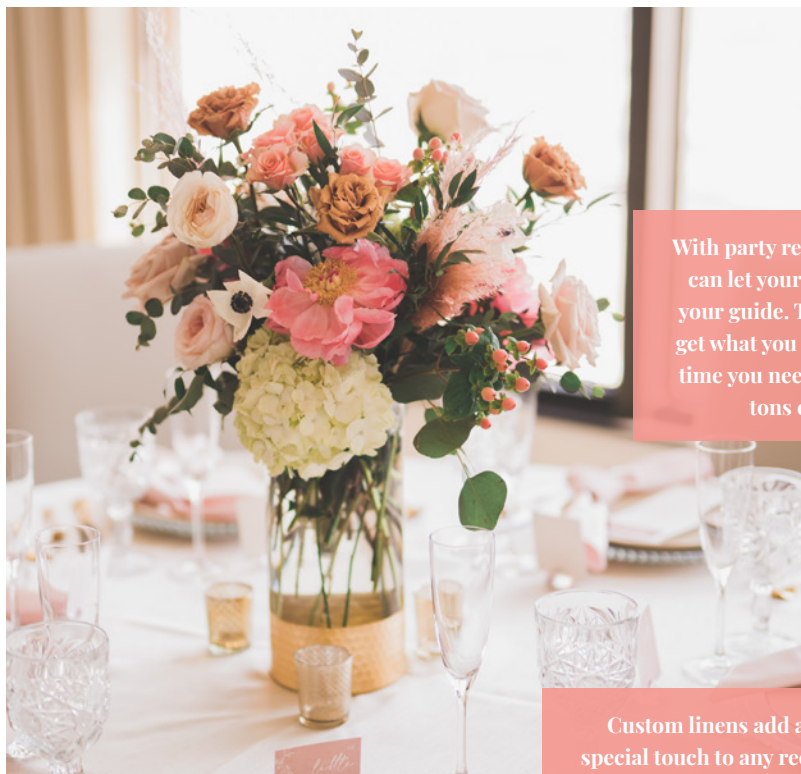 With party re
can let your
your guide. T
get what you
time you nee
tons
Custom linens add a
special touch to any re
little